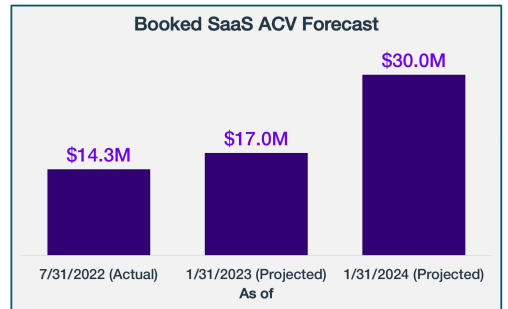 Booked SaaS ACV Forecast
$30.0M
$17.0M
$14.3M
7/31/2022 (Actual) 1/31/2023 (Projected) 1/31/2024 (Projected)
As of